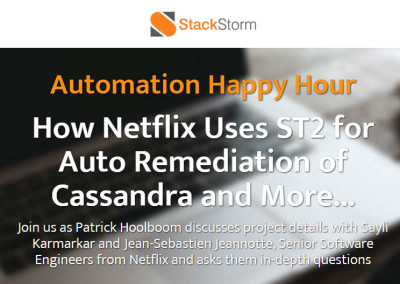 StackStorm
Automation Happy Hour
How Netflix Uses ST2 for
Auto Remediation of
Cassandra and More...
Join us as Patrick Hoolboom discusses project details with Sayli
Karmarkar and Jean-Sebastien Jeannotte, Senior Software
Engineers from Netflix and asks them in-depth questions